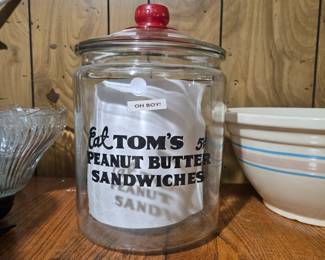 OH BOY!
Eat TOM'S 5¢
PEANUT BUTTER
SANDWICHES